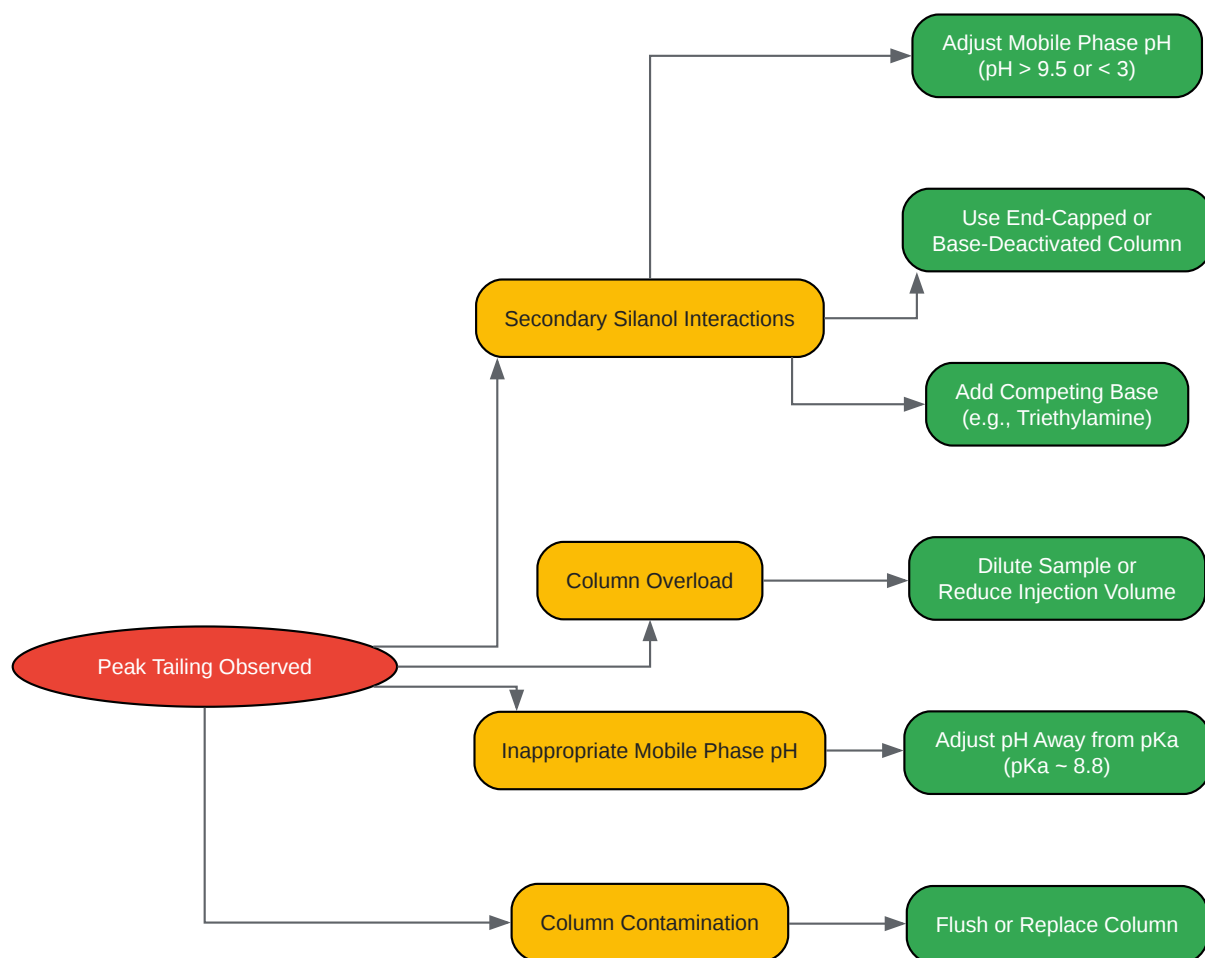 Adjust Mobile Phase pH
(pH > 9.5 or < 3)
Use End-Capped or
Base-Deactivated Column
Secondary Silanol Interactions
Add Competing Base
(e.g., Triethylamine)
Column Overload
Dilute Sample or
Reduce Injection Volume
Peak Tailing Observed
Inappropriate Mobile Phase pH
Adjust pH Away from pKa
(pKa ~ 8.8)
Column Contamination
Flush or Replace Column